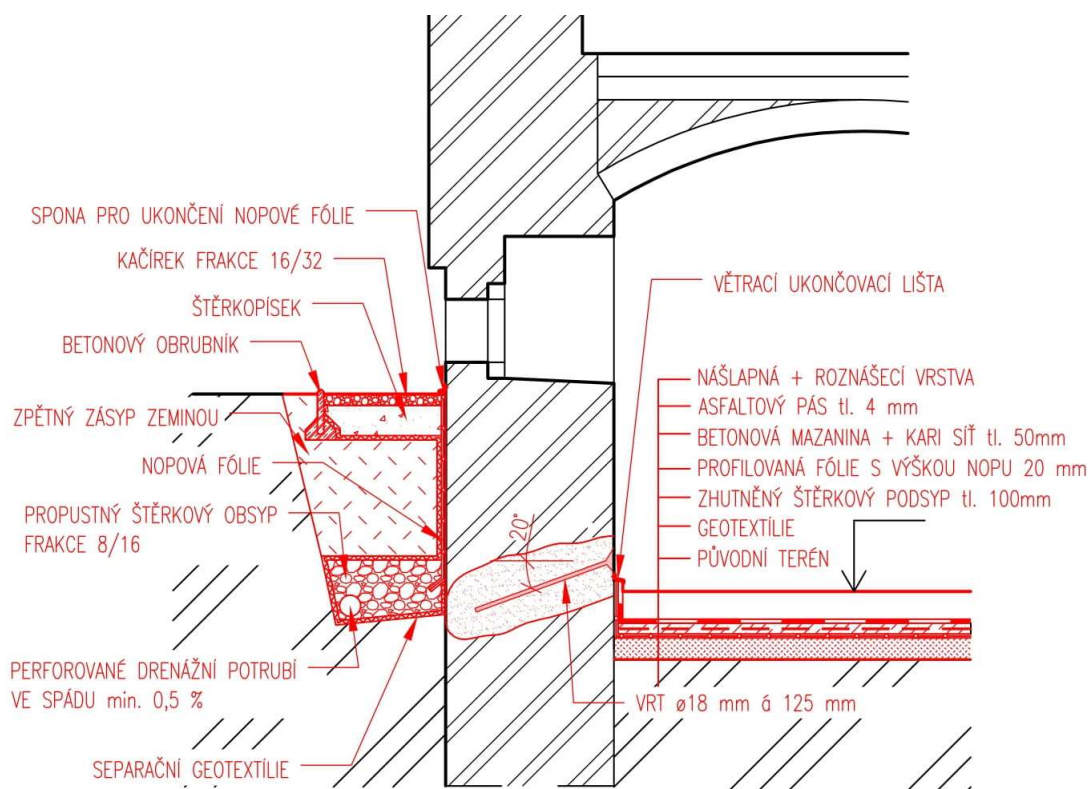 SPONA PRO UKONČENÍ NOPOVÉ FÓLIE
KAČÍREK FRAKCE 16/32
ŠTĚRKOPÍSEK
BETONOVÝ OBRUBNÍK
ZPĚTNÝ ZÁSYP ZEMINOU
NOPOVÁ FÓLIE
PROPUSTNÝ ŠTĚRKOVÝ OBSYP
FRAKCE 8/16
PERFOROVANÉ DRENÁŽNÍ POTRUBÍ
VE SPÁDU min. 0,5 %
SEPARAČNÍ GEOTEXTÍLIE
20°
VĚTRACÍ UKONČOVACÍ LIŠTA
NÁŠLAPNÁ + ROZNÁŠECÍ VRSTVA
ASFALTOVÝ PÁS tl. 4 mm
BETONOVÁ MAZANINA + KARI SÍŤ tl. 50mm
PROFILOVANÁ FÓLIE S VÝŠKOU NOPU 20 mm
ZHUTNĚNÝ ŠTĚRKOVÝ PODSYP tl. 100mm
GEOTEXTÍLIE
PŮVODNÍ TERÉN
VRT ø18 mm á 125 mm